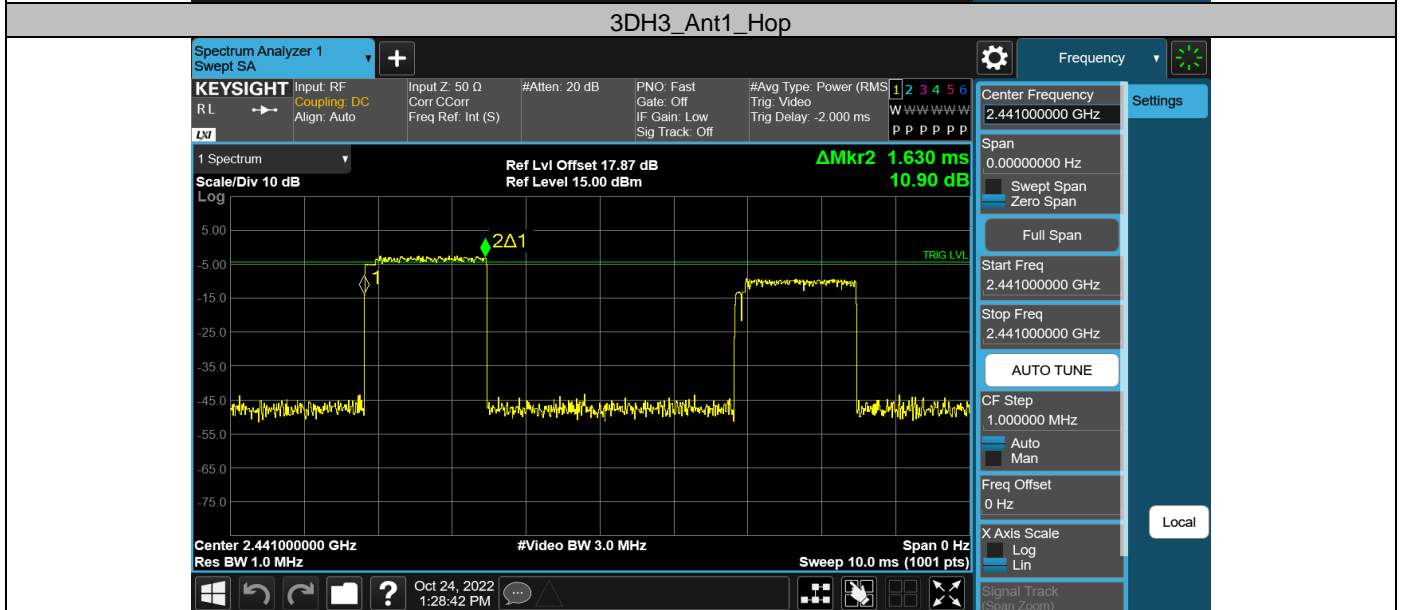 3DH3_Ant1_Hop
Spectrum Analyzer 1
Swept SA
+
Frequency
KEYSIGHT
RL
LXI
Input: RF
Coupling: DC
Align: Auto
Input Z: 50 Ω
Corr CCorr
Freq Ref: Int (S)
#Atten: 20 dB
PNO: Fast
Gate: Off
IF Gain: Low
Sig Track: Off
#Avg Type: Power (RMS
Trig: Video
Trig Delay: -2.000 ms
1 2 3 4 5 6
W W W W W W
P P P P P P
Center Frequency
2.441000000 GHz
Settings
Span
0.00000000 Hz
Swept Span
Zero Span
Full Span
Start Freq
2.441000000 GHz
Stop Freq
2.441000000 GHz
AUTO TUNE
CF Step
1.000000 MHz
Auto
Man
Freq Offset
0 Hz
X Axis Scale
Log
Lin
Signal Track
(Span Zoom)
Local
1 Spectrum
Scale/Div 10 dB
Log
Ref Lvl Offset 17.87 dB
Ref Level 15.00 dBm
ΔMkr2 1.630 ms
10.90 dB
5.00
-5.00
-15.0
-25.0
-35.0
-45.0
-55.0
-65.0
-75.0
2Δ1
1
TRIG LVL
Center 2.441000000 GHz
Res BW 1.0 MHz
#Video BW 3.0 MHz
Span 0 Hz
Sweep 10.0 ms (1001 pts)
?
Oct 24, 2022
1:28:42 PM